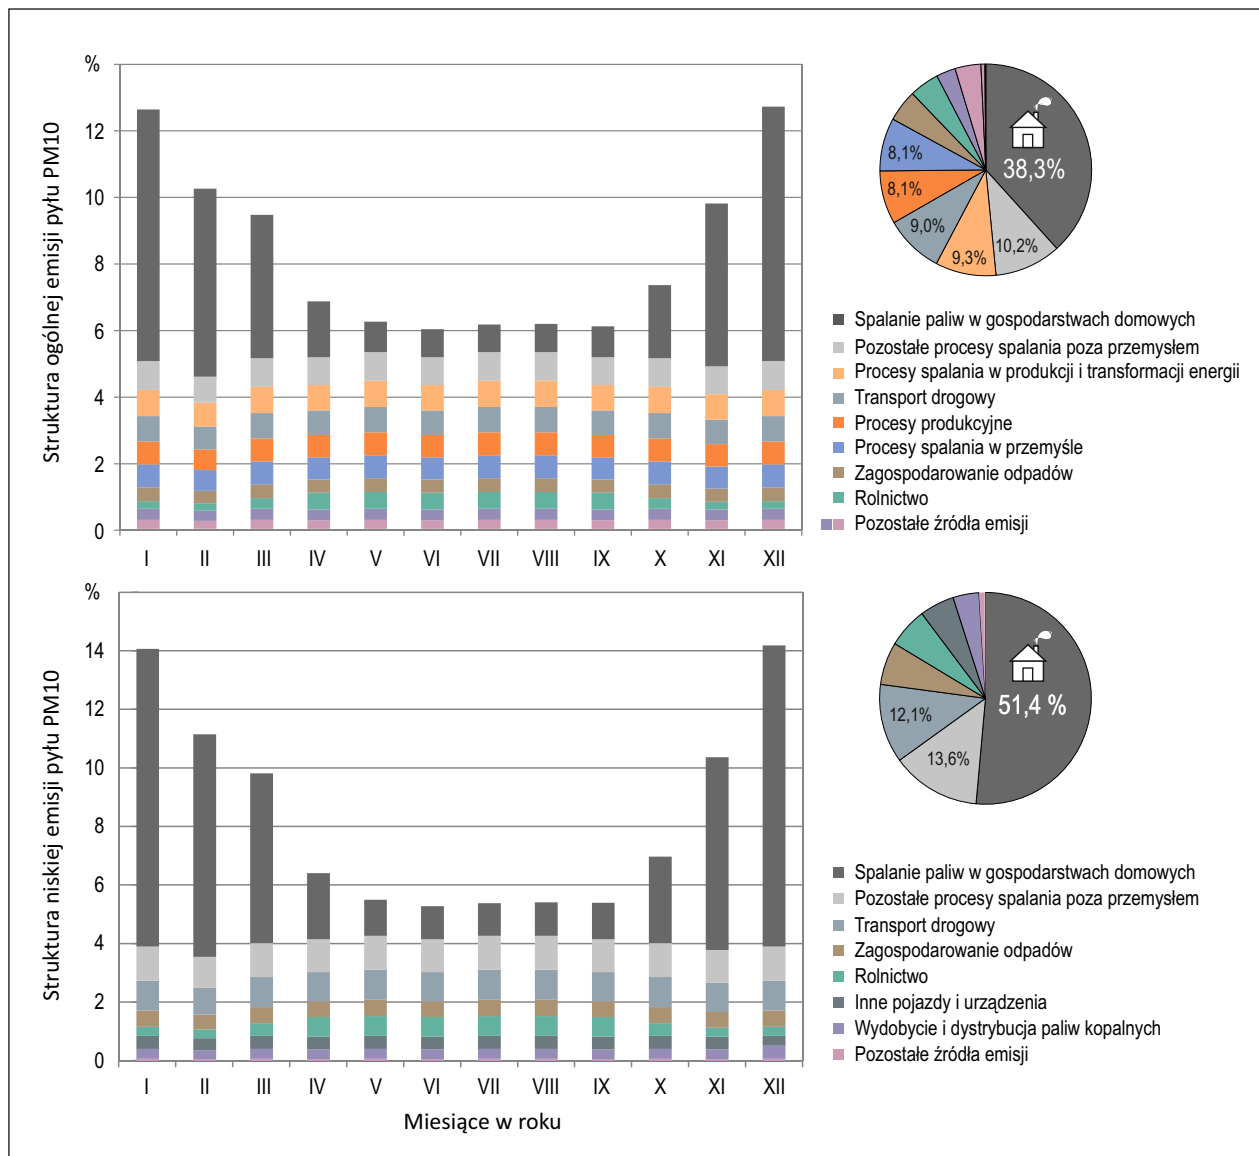 %
12
10
8
6
4
2
0
Struktura ogólnej emisji pyłu PM10
I II III IV V VI VII VIII IX X XI XII
38,3%
10,2%
9,3%
9,0%
8,1%
8,1%
Spalanie paliw w gospodarstwach domowych
Pozostałe procesy spalania poza przemysłem
Procesy spalania w produkcji i transformacji energii
Transport drogowy
Procesy produkcyjne
Procesy spalania w przemyśle
Zagospodarowanie odpadów
Rolnictwo
Pozostałe źródła emisji
%
14
12
10
8
6
4
2
0
Struktura niskiej emisji pyłu PM10
I II III IV V VI VII VIII IX X XI XII
Miesiące w roku
51,4 %
13,6%
12,1%
Spalanie paliw w gospodarstwach domowych
Pozostałe procesy spalania poza przemysłem
Transport drogowy
Zagospodarowanie odpadów
Rolnictwo
Inne pojazdy i urządzenia
Wydobycie i dystrybucja paliw kopalnych
Pozostałe źródła emisji